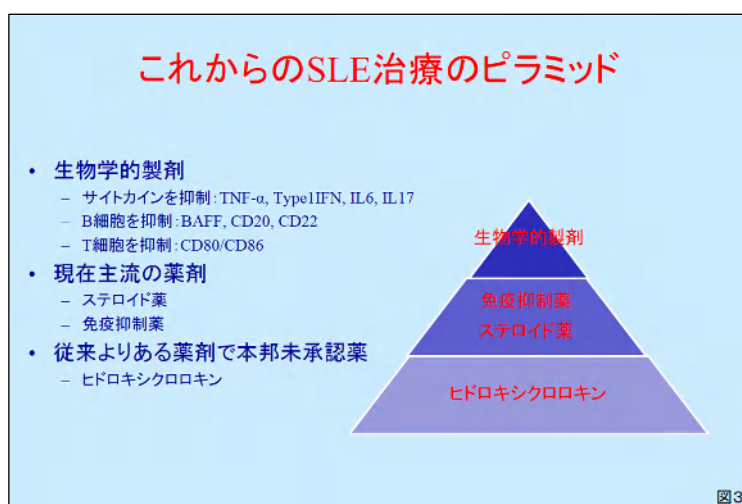 これからのSLE治療のピラミッド
• 生物学的製剤
– サイトカインを抑制：TNF-α, Type1IFN, IL6, IL17
– B細胞を抑制：BAFF, CD20, CD22
– T細胞を抑制：CD80/CD86
• 現在主流の薬剤
– ステロイド薬
– 免疫抑制薬
• 従来よりある薬剤で本邦未承認薬
– ヒドロキシクロロキン
生物学的製剤
免疫抑制薬
ステロイド薬
ヒドロキシクロロキン
図3